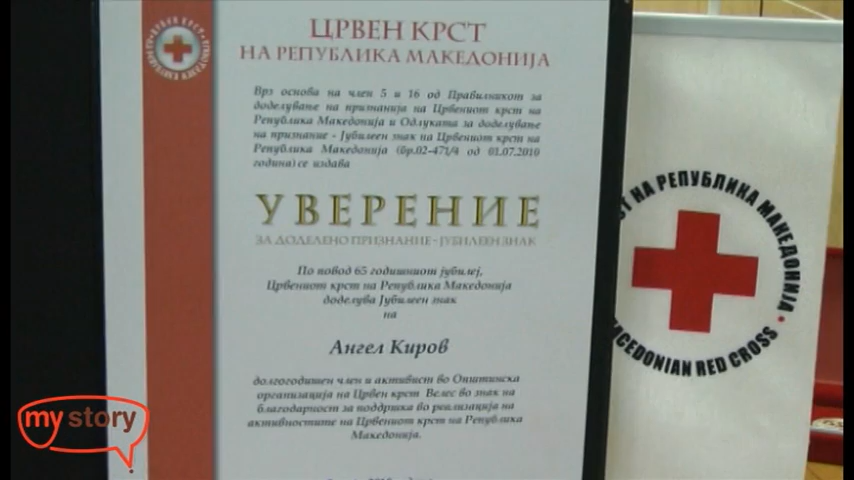 ЦРВЕН КРСТ
НА РЕПУБЛИКА МАКЕДОНИЈА
Врз основа на член 5 и 16 од Правилникот за
доделување на признанија на Црвениот крст на
Република Македонија и Одлуката за доделување
на признание - Јубилеен знак на Црвениот крст на
Република Македонија (бр.02-471/4 од 01.07.2010
година) се издава
УВЕРЕНИЕ
ЗА ДОДЕЛЕНО ПРИЗНАНИЕ - ЈУБИЛЕЕН ЗНАК
По повод 65 годишниот јубилеј,
Црвениот крст на Република Македонија
доделува Јубилеен знак
на
Ангел Киров
долгогодишен член и активист во Општинска
организација на Црвен крст Велес во знак на
благодарност за поддршка во реализација на
активностите на Црвениот крст на Република
Македонија.
НА РЕПУБЛИКА МАКЕДОНИЈА
MACEDONIAN RED CROSS
my story